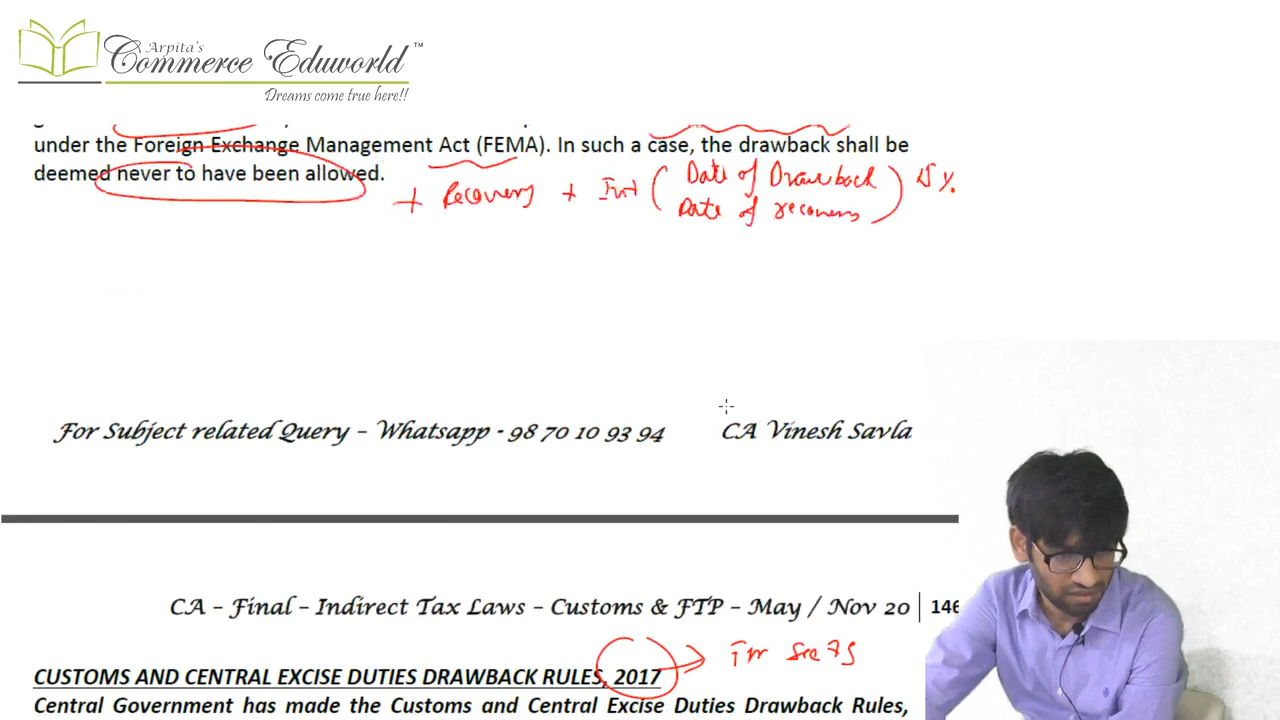 Arpita's
Commerce Eduworld™
Dreams come true here!!
under the Foreign Exchange Management Act (FEMA). In such a case, the drawback shall be
deemed never to have been allowed.
+ Recovery + Int ( Date of Drawback
Date of recovery ) 15 %
For Subject related Query – Whatsapp - 98 70 10 93 94 CA Vinesh Savla
CA – Final – Indirect Tax Laws – Customs & FTP – May / Nov 20 | 146
CUSTOMS AND CENTRAL EXCISE DUTIES DRAWBACK RULES, 2017 Sec 75
Central Government has made the Customs and Central Excise Duties Drawback Rules,